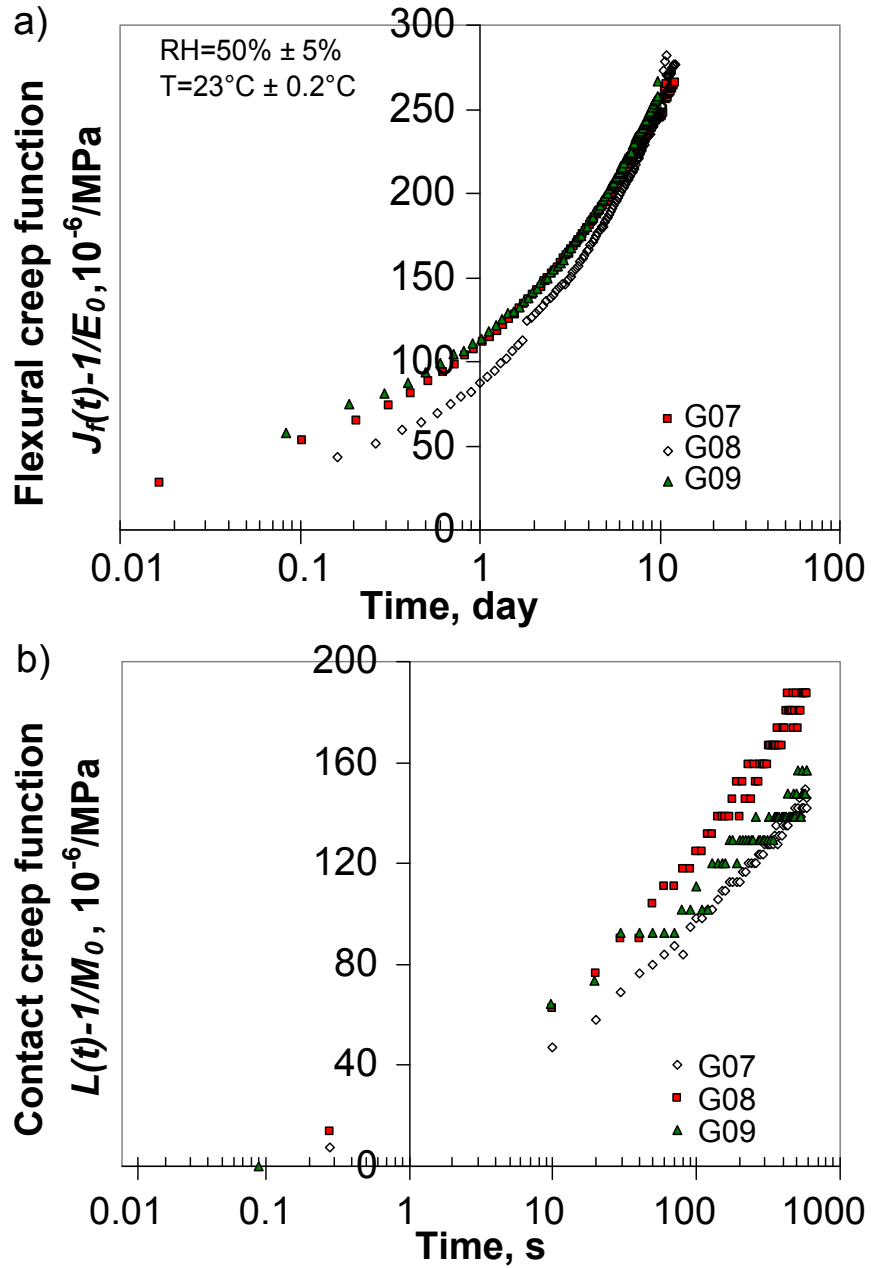 a)
RH=50% ± 5%
T=23°C ± 0.2°C
Flexural creep function
J_f(t)-1/E_0,10^-6/MPa
300
250
200
150
100
50
0
G07
G08
G09
0.01 0.1 1 10 100
Time, day
b)
Contact creep function
L(t)-1/M_0, 10^-6/MPa
200
160
120
80
40
0
G07
G08
G09
0.01 0.1 1 10 100 1000
Time, s